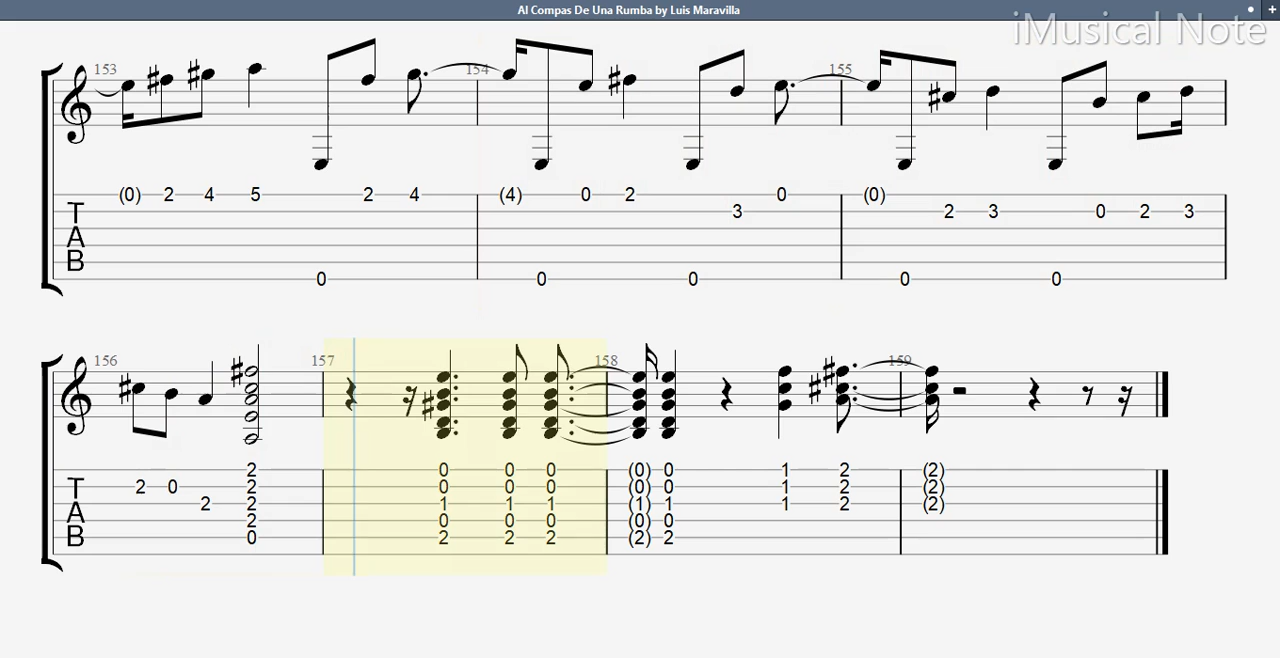 Al Compas De Una Rumba by Luis Maravilla
iMusical Note
153 154 155
(0) 2 4 5 2 4 (4) 0 2 0 (0)
T 3 2 3 0 2 3
A
B
0 0 0 0 0
156 157 158 159
2 0 0 0 (0) 0 1 2 (2)
T 2 0 2 0 0 0 (0) 0 1 2 (2)
A 2 2 1 1 1 (1) 1 1 2 (2)
2 0 0 0 (0) 0
B 0 2 2 2 (2) 2